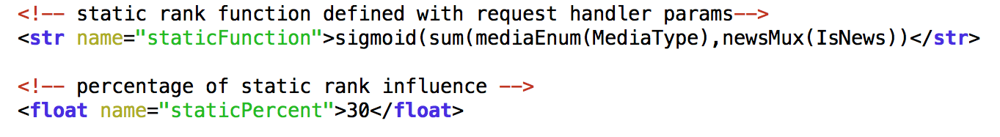 <!-- static rank function defined with request handler params-->
<str name="staticFunction">sigmoid(sum(mediaEnum(MediaType),newsMux(IsNews))</str>
<!-- percentage of static rank influence -->
<float name="staticPercent">30</float>